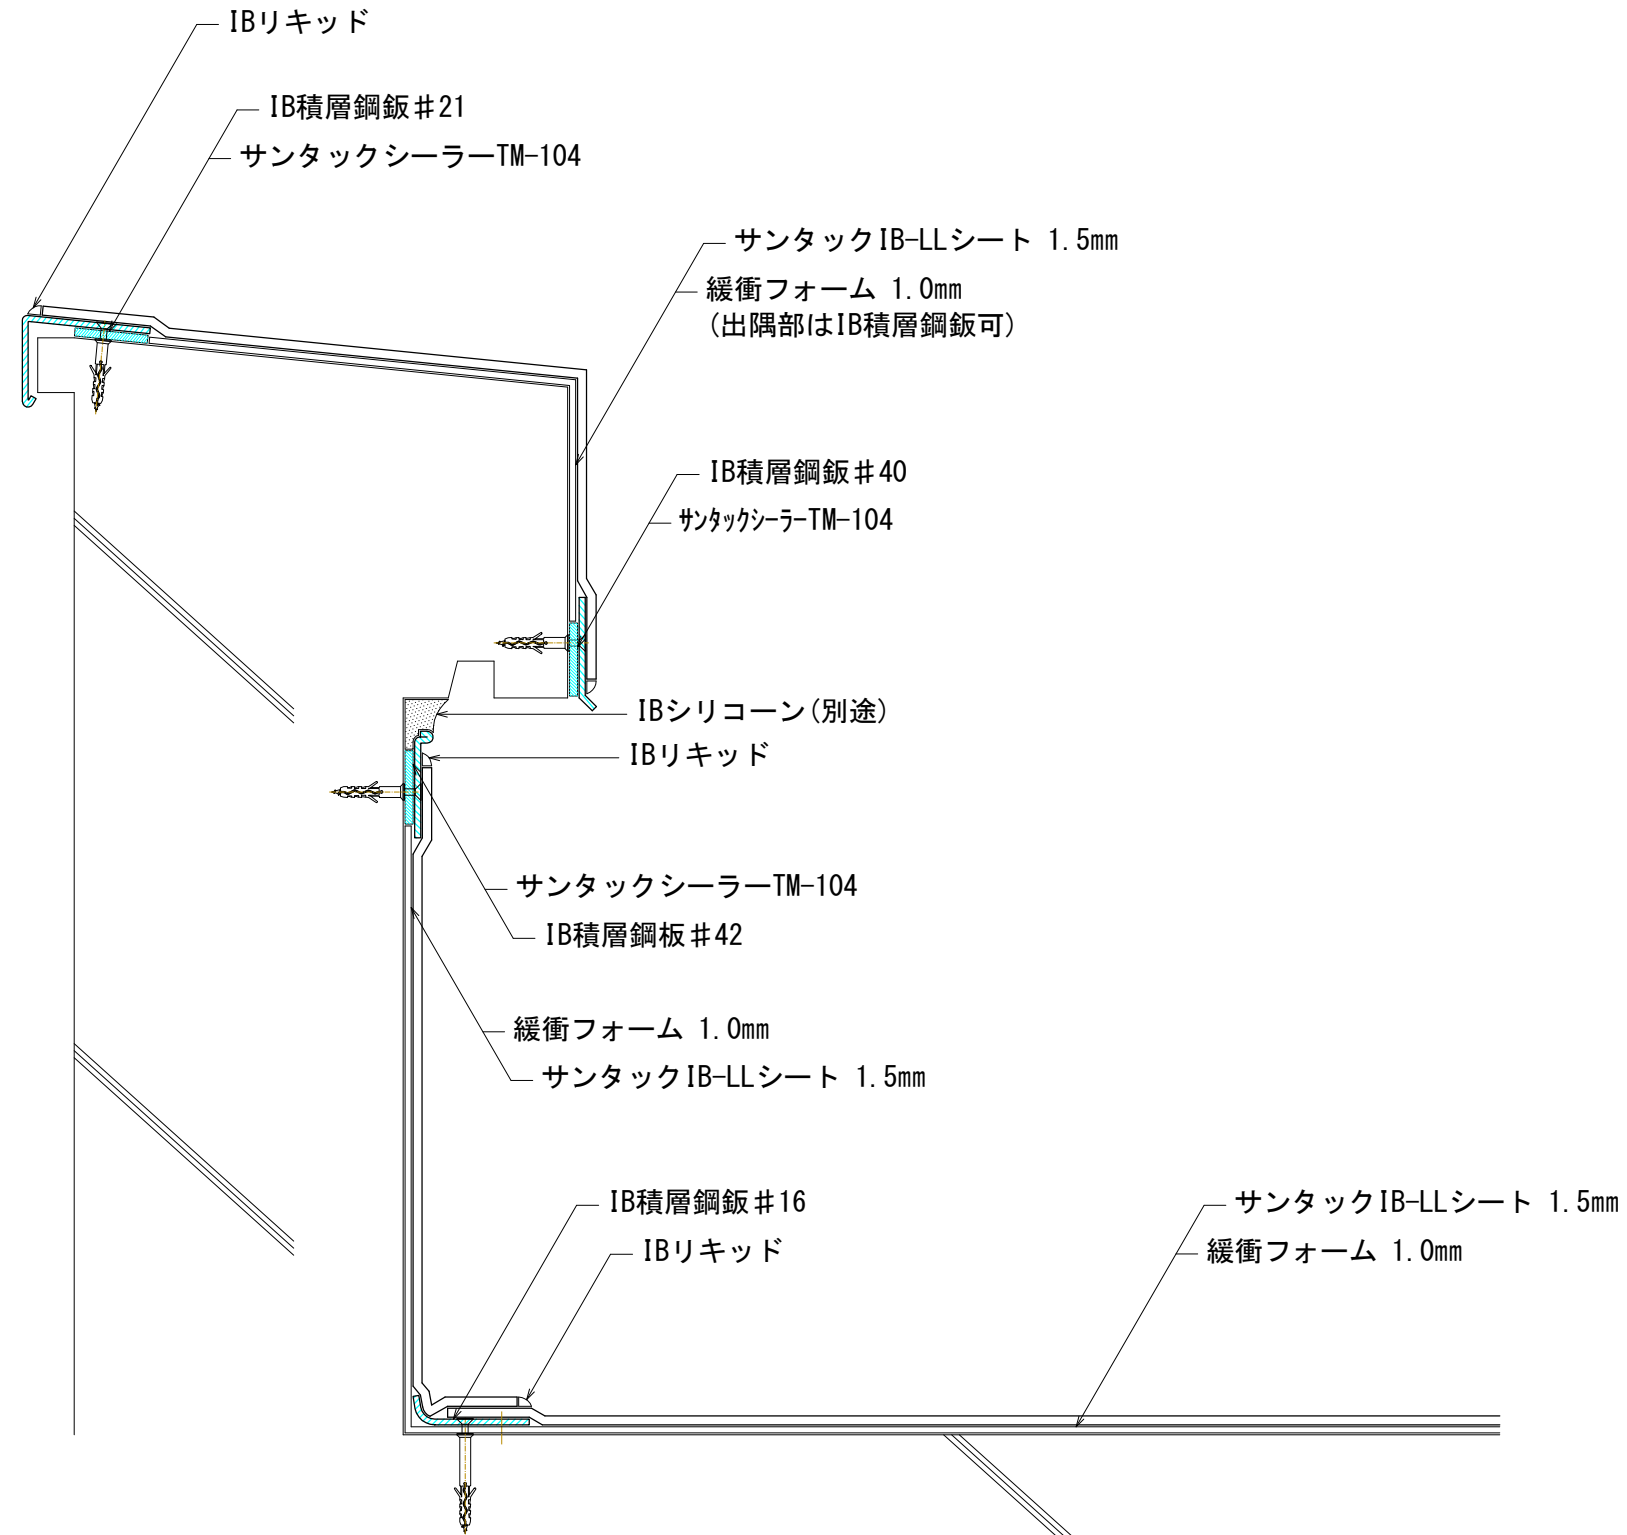 IBリキッド
IB積層鋼鈑♯21
サンタックシーラーTM-104
サンタックIB-LLシート 1.5mm
緩衝フォーム 1.0mm
(出隅部はIB積層鋼鈑可)
IB積層鋼鈑♯40
ｻﾝﾀｯｸｼｰﾗｰTM-104
IBシリコーン(別途)
IBリキッド
サンタックシーラーTM-104
IB積層鋼板♯42
緩衝フォーム 1.0mm
サンタックIB-LLシート 1.5mm
IB積層鋼鈑♯16
IBリキッド
サンタックIB-LLシート 1.5mm
緩衝フォーム 1.0mm